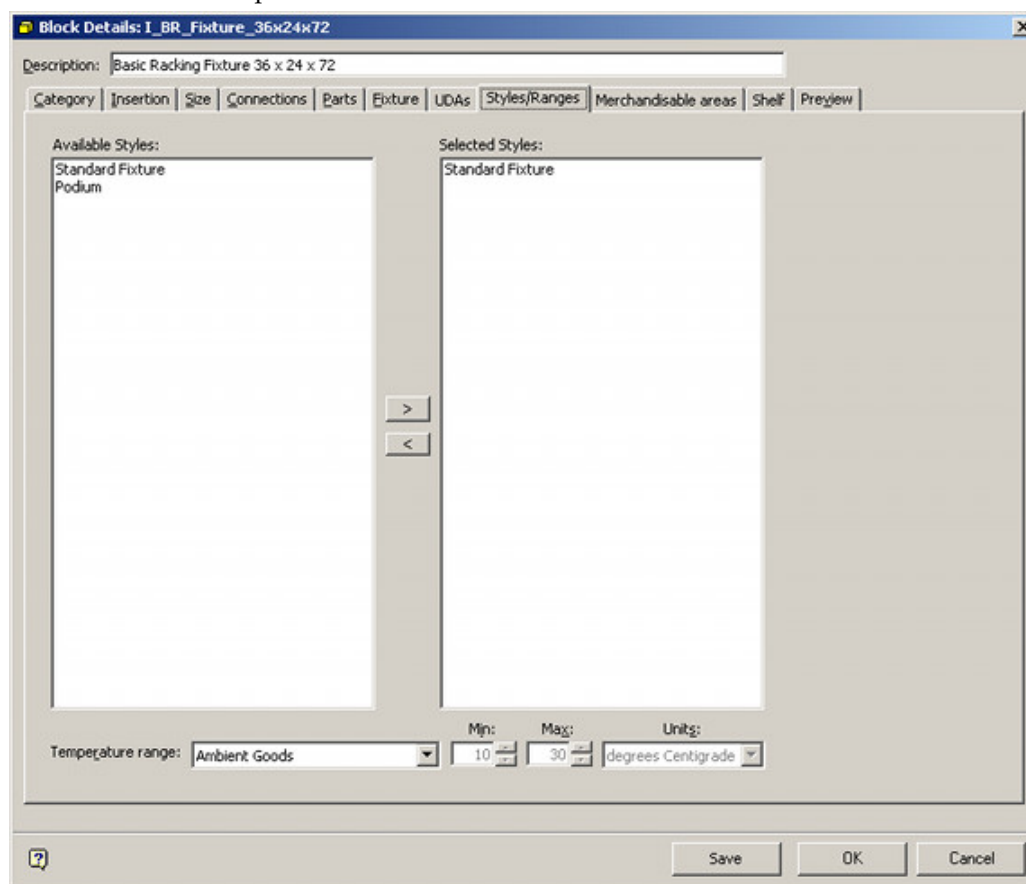 Block Details: I_BR_Fixture_36x24x72
Description: Basic Racking Fixture 36 x 24 x 72
Category Insertion Size Connections Parts Fixture UDAs Styles/Ranges Merchandisable areas Shelf Preview
Available Styles: Selected Styles:
Standard Fixture Standard Fixture
Podium
>
<
Min: Max: Units:
Temperature range: Ambient Goods 10 30 degrees Centigrade
? Save OK Cancel